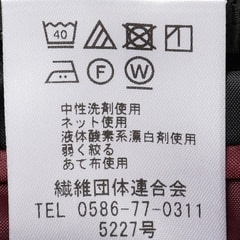 40
F W
中性洗剤使用
ネット使用
液体酸素系漂白剤使用
弱く絞る
あて布使用
繊維団体連合会
TEL 0586-77-0311
5227号